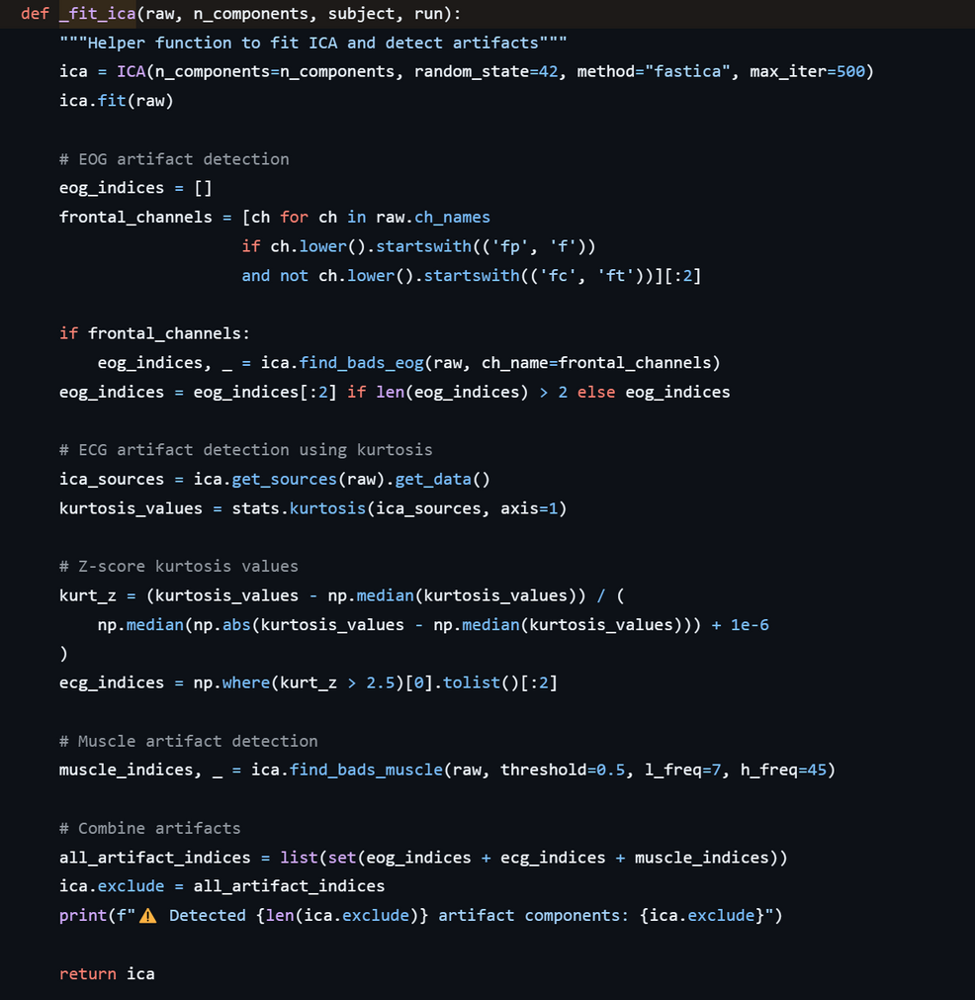 def _fit_ica(raw, n_components, subject, run):
    """Helper function to fit ICA and detect artifacts"""
    ica = ICA(n_components=n_components, random_state=42, method="fastica", max_iter=500)
    ica.fit(raw)

    # EOG artifact detection
    eog_indices = []
    frontal_channels = [ch for ch in raw.ch_names
                       if ch.lower().startswith(('fp', 'f'))
                       and not ch.lower().startswith(('fc', 'ft'))][:2]

    if frontal_channels:
        eog_indices, _ = ica.find_bads_eog(raw, ch_name=frontal_channels)
    eog_indices = eog_indices[:2] if len(eog_indices) > 2 else eog_indices

    # ECG artifact detection using kurtosis
    ica_sources = ica.get_sources(raw).get_data()
    kurtosis_values = stats.kurtosis(ica_sources, axis=1)

    # Z-score kurtosis values
    kurt_z = (kurtosis_values - np.median(kurtosis_values)) / (
        np.median(np.abs(kurtosis_values - np.median(kurtosis_values))) + 1e-6
    )
    ecg_indices = np.where(kurt_z > 2.5)[0].tolist()[:2]

    # Muscle artifact detection
    muscle_indices, _ = ica.find_bads_muscle(raw, threshold=0.5, l_freq=7, h_freq=45)

    # Combine artifacts
    all_artifact_indices = list(set(eog_indices + ecg_indices + muscle_indices))
    ica.exclude = all_artifact_indices
    print(f"⚠️ Detected {len(ica.exclude)} artifact components: {ica.exclude}")

    return ica